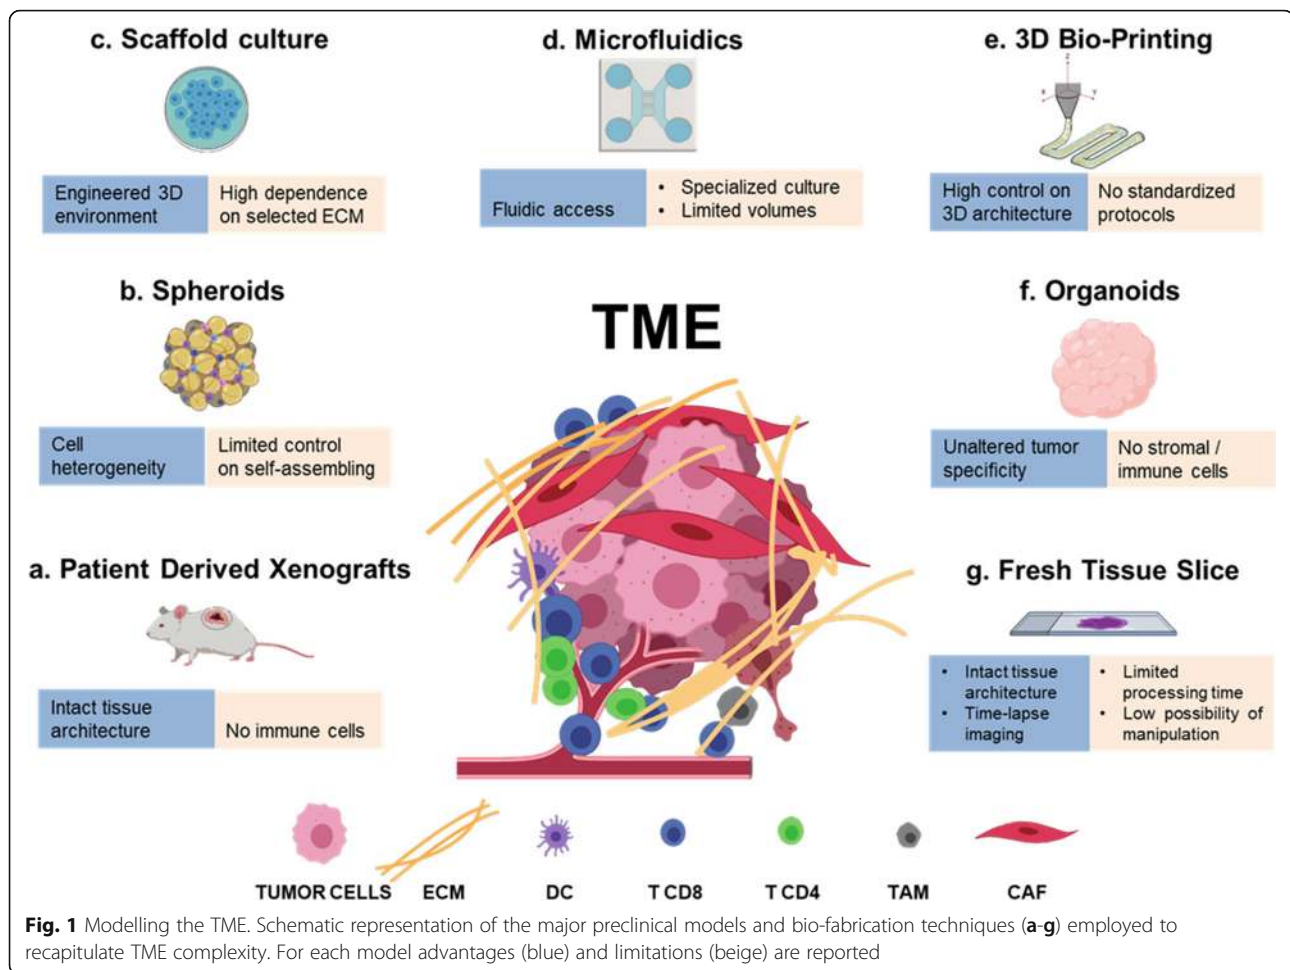 c. Scaffold culture
Engineered 3D
environment
High dependence
on selected ECM
d. Microfluidics
Fluidic access
• Specialized culture
• Limited volumes
e. 3D Bio-Printing
Z
X
Y
High control on
3D architecture
No standardized
protocols
b. Spheroids
Cell
heterogeneity
Limited control
on self-assembling
TME
f. Organoids
Unaltered tumor
specificity
No stromal /
immune cells
a. Patient Derived Xenografts
Intact tissue
architecture
No immune cells
g. Fresh Tissue Slice
• Intact tissue
architecture
• Time-lapse
imaging
• Limited
processing time
• Low possibility of
manipulation
TUMOR CELLS
ECM
DC
T CD8
T CD4
TAM
CAF
Fig. 1 Modelling the TME. Schematic representation of the major preclinical models and bio-fabrication techniques (a-g) employed to
recapitulate TME complexity. For each model advantages (blue) and limitations (beige) are reported